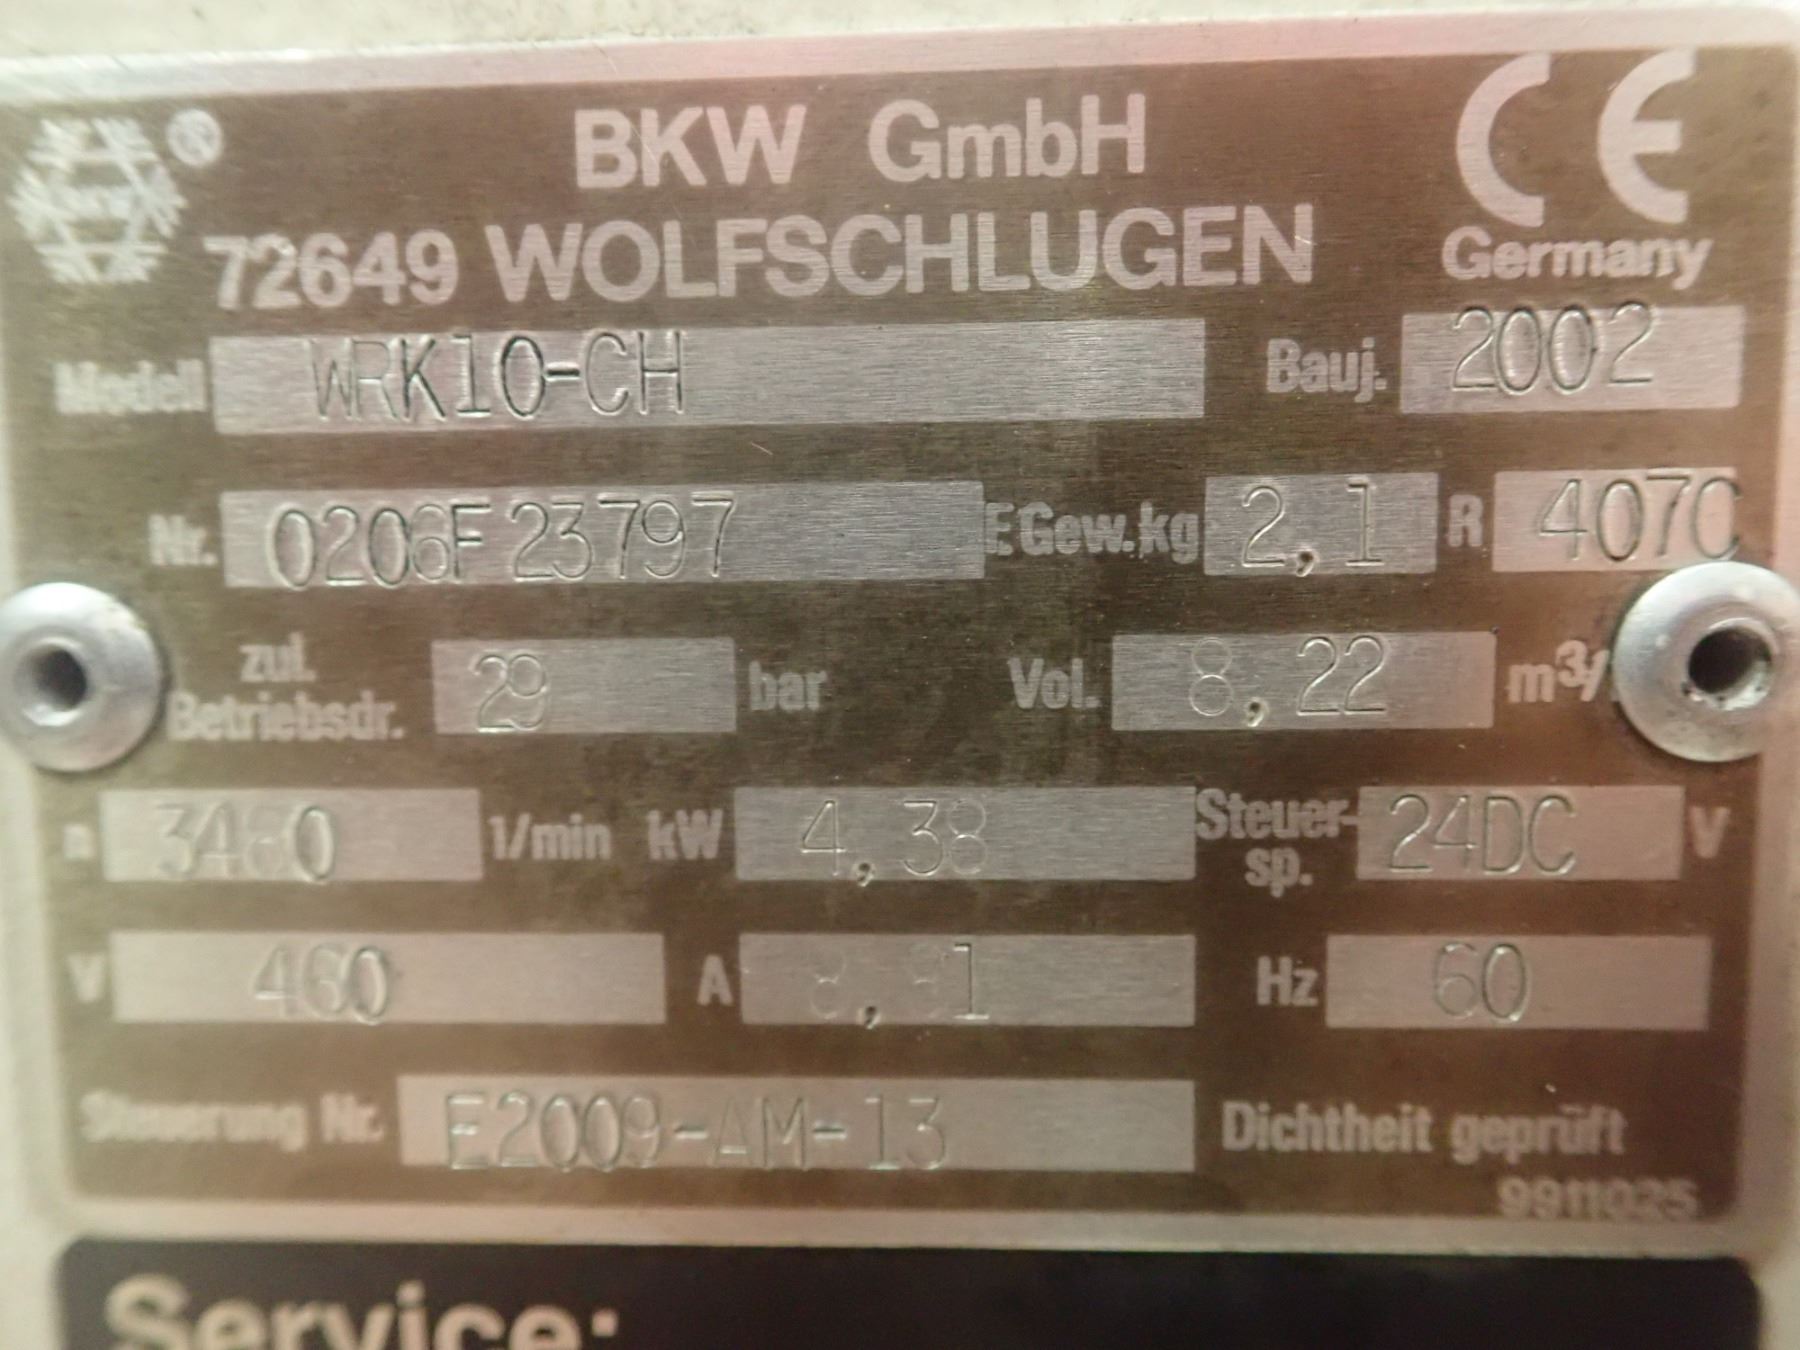 ® BKW GmbH CE
72649 WOLFSCHLUGEN Germany
Modell WRK10-CH Bauj. 2002
Nr. 0206F23797 F.Gew.kg 2,1 R 407C
zul. Betriebsdr. 29 bar Vol. 8,22 m³/
n 3480 1/min kW 4,38 Steuer-sp. 24DC V
V 460 A Hz 60
Steuerung Nr. E2009-AM-13 Dichtheit geprüft
9911025
Service: